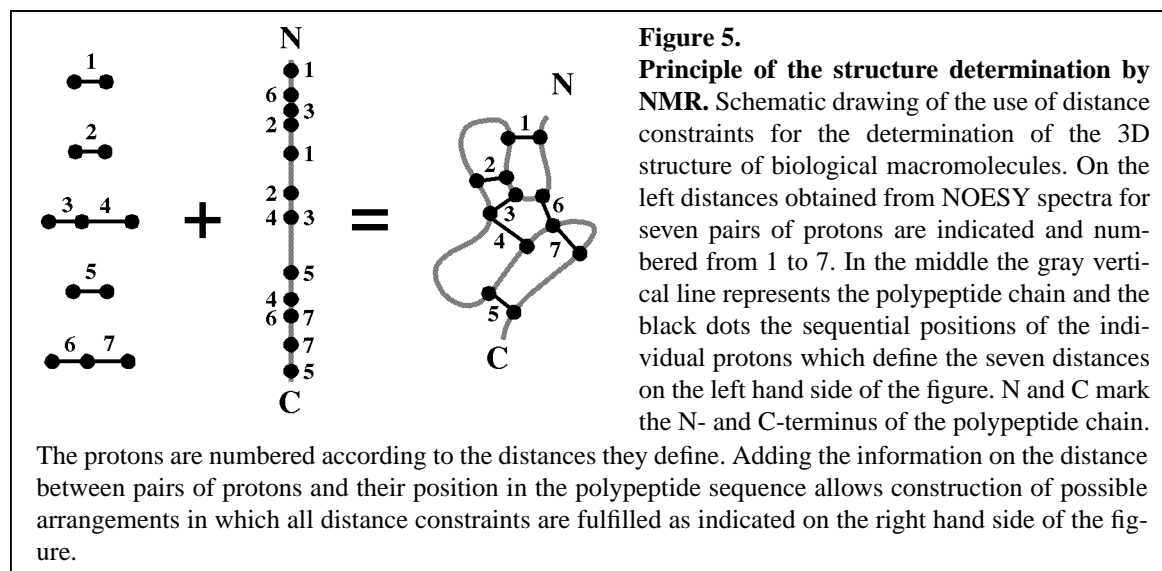 1
2
3 4
5
6 7
+
N
1
6
3
2
1
2
4 3
5
4
6 7
7
5
C
=
N
1
2
3
6
4
7
5
C
Figure 5.
Principle of the structure determination by
NMR. Schematic drawing of the use of distance
constraints for the determination of the 3D
structure of biological macromolecules. On the
left distances obtained from NOESY spectra for
seven pairs of protons are indicated and num-
bered from 1 to 7. In the middle the gray verti-
cal line represents the polypeptide chain and the
black dots the sequential positions of the indi-
vidual protons which define the seven distances
on the left hand side of the figure. N and C mark
the N- and C-terminus of the polypeptide chain.
The protons are numbered according to the distances they define. Adding the information on the distance
between pairs of protons and their position in the polypeptide sequence allows construction of possible
arrangements in which all distance constraints are fulfilled as indicated on the right hand side of the fig-
ure.